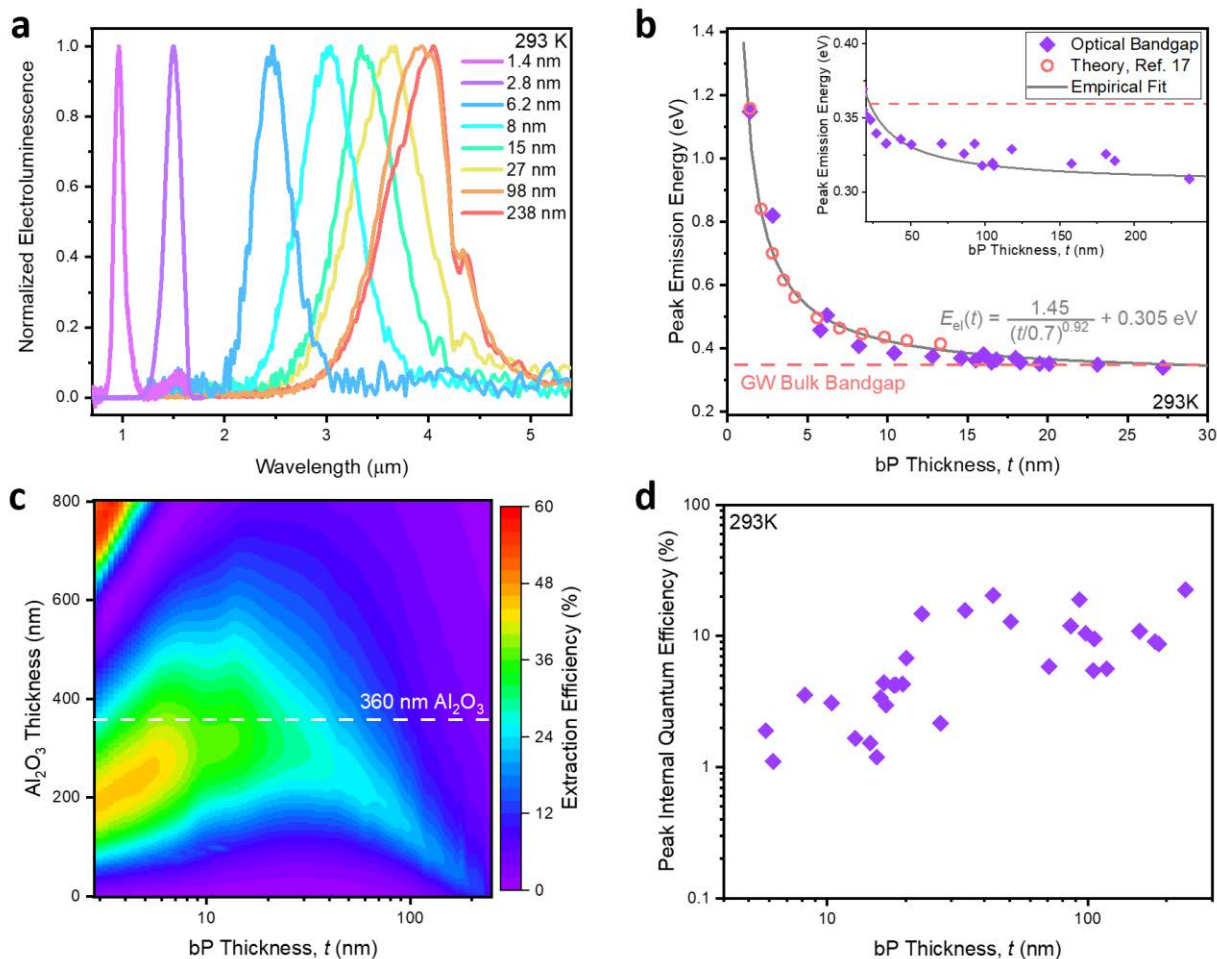 a
293 K
1.4 nm
2.8 nm
6.2 nm
8 nm
15 nm
27 nm
98 nm
238 nm
1.0
0.8
0.6
0.4
0.2
0.0
Normalized Electroluminescence
1 2 3 4 5
Wavelength (μm)
b
1.4
1.2
1.0
0.8
0.6
0.4
0.2
Peak Emission Energy (eV)
0.40
0.35
0.30
Peak Emission Energy (eV)
50 100 150 200
bP Thickness, t (nm)
Optical Bandgap
Theory, Ref. 17
Empirical Fit
E_el(t) = 1.45/(t/0.7)^0.92 + 0.305 eV
GW Bulk Bandgap
293K
0 5 10 15 20 25 30
bP Thickness, t (nm)
c
800
600
400
200
0
Al₂O₃ Thickness (nm)
360 nm Al₂O₃
10 100
bP Thickness, t (nm)
60
48
36
24
12
0
Extraction Efficiency (%)
d
293K
100
10
1
0.1
Peak Internal Quantum Efficiency (%)
10 100
bP Thickness, t (nm)